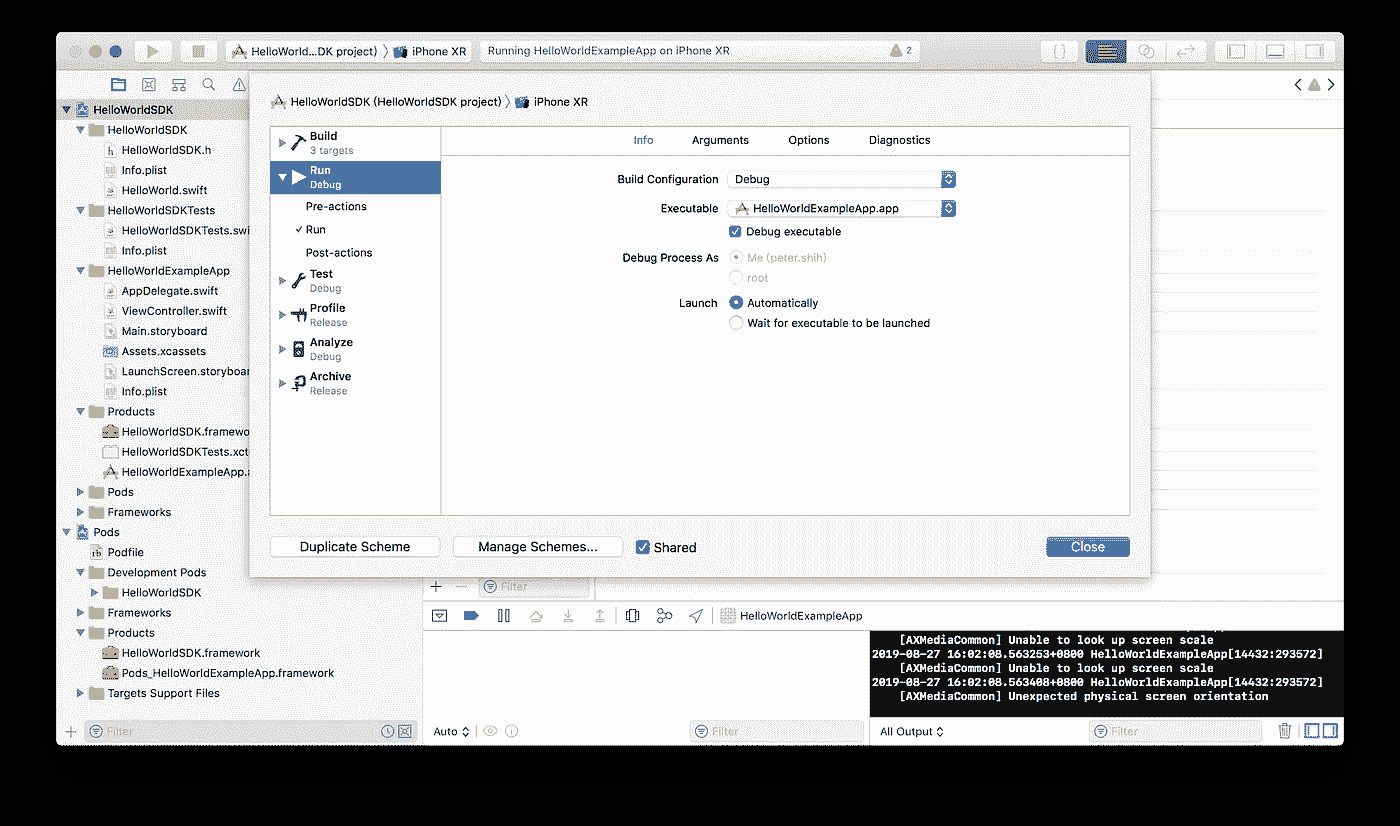 HelloWorld...DK project) 〉 iPhone XR
Running HelloWorldExampleApp on iPhone XR
2
HelloWorldSDK (HelloWorldSDK project) 〉 iPhone XR
HelloWorldSDK
HelloWorldSDK
h HelloWorldSDK.h
Info.plist
HelloWorld.swift
HelloWorldSDKTests
HelloWorldSDKTests.swi
Info.plist
HelloWorldExampleApp
AppDelegate.swift
ViewController.swift
Main.storyboard
Assets.xcassets
LaunchScreen.storyboar
Info.plist
Products
HelloWorldSDK.framewo
HelloWorldSDKTests.xct
HelloWorldExampleApp.a
Pods
Frameworks
Pods
rb Podfile
Development Pods
HelloWorldSDK
Frameworks
Products
HelloWorldSDK.framework
Pods_HelloWorldExampleApp.framework
Targets Support Files
Filter
Build
3 targets
Run
Debug
Pre-actions
Run
Post-actions
Test
Debug
Profile
Release
Analyze
Debug
Archive
Release
Info Arguments Options Diagnostics
Build Configuration Debug
Executable HelloWorldExampleApp.app
Debug executable
Debug Process As Me (peter.shih)
root
Launch Automatically
Wait for executable to be launched
Duplicate Scheme Manage Schemes... Shared Close
Filter
HelloWorldExampleApp
[AXMediaCommon] Unable to look up screen scale
2019-08-27 16:02:08.563253+0800 HelloWorldExampleApp[14432:293572]
[AXMediaCommon] Unable to look up screen scale
2019-08-27 16:02:08.563408+0800 HelloWorldExampleApp[14432:293572]
[AXMediaCommon] Unexpected physical screen orientation
Auto Filter
All Output Filter